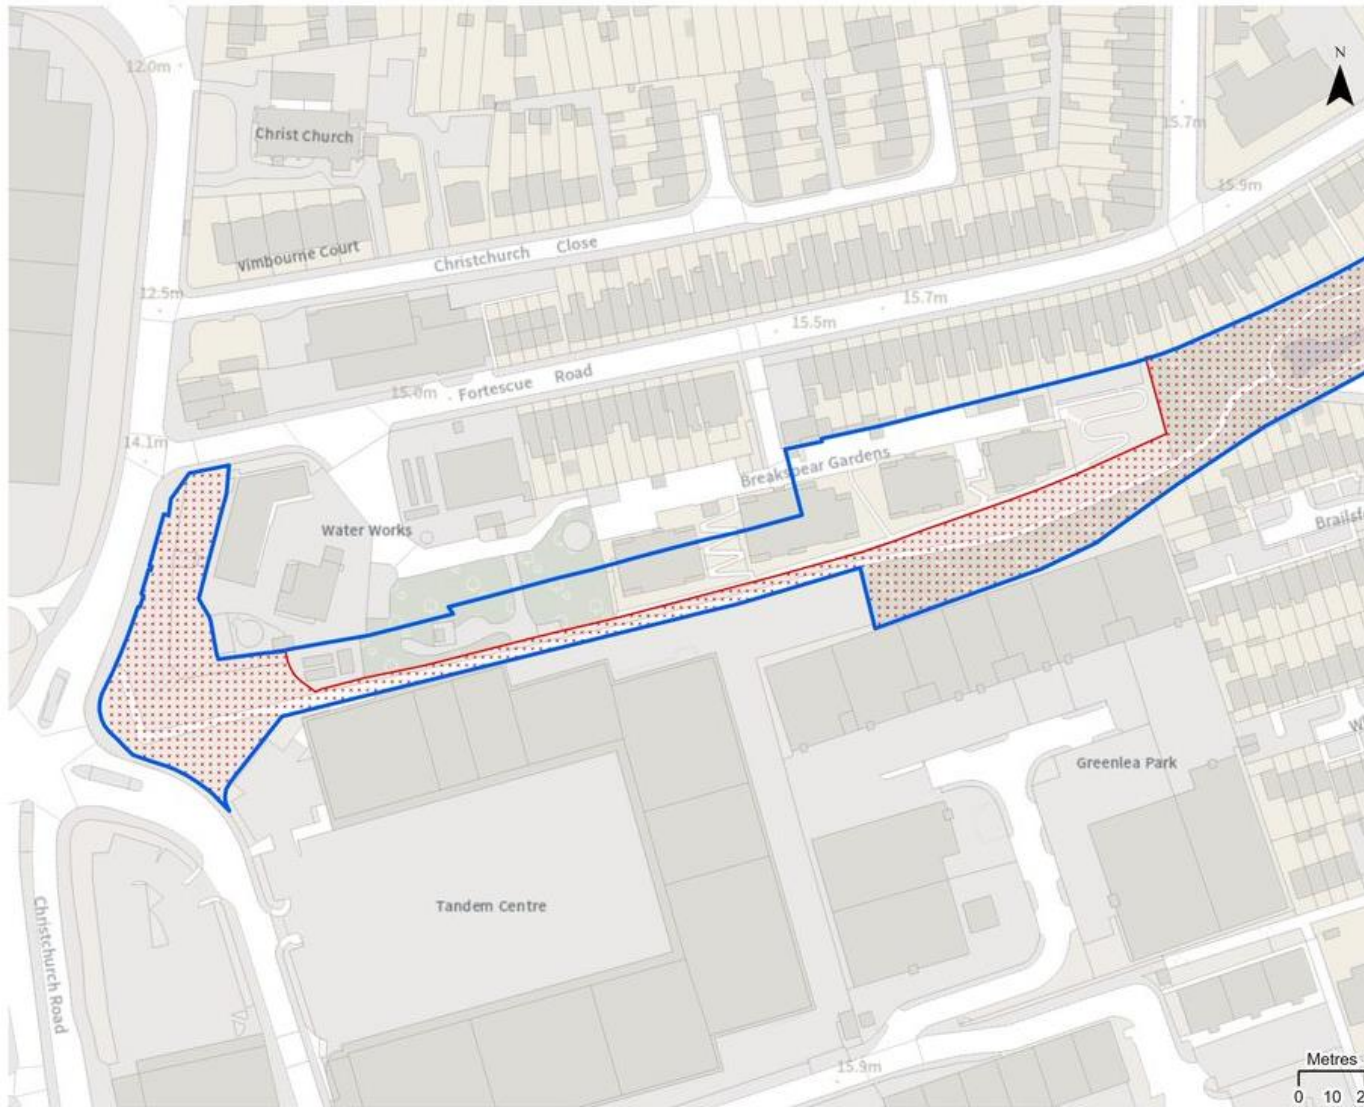 N
12.0m
Christ Church
15.7m
15.9m
Vimbourne Court
Christchurch Close
12.5m
15.7m
15.5m
Fortescue Road
15.0m
14.1m
Breakspear Gardens
Water Works
Brailsf
W
Greenlea Park
Tandem Centre
Christchurch Road
15.9m
Metres
0 10 2